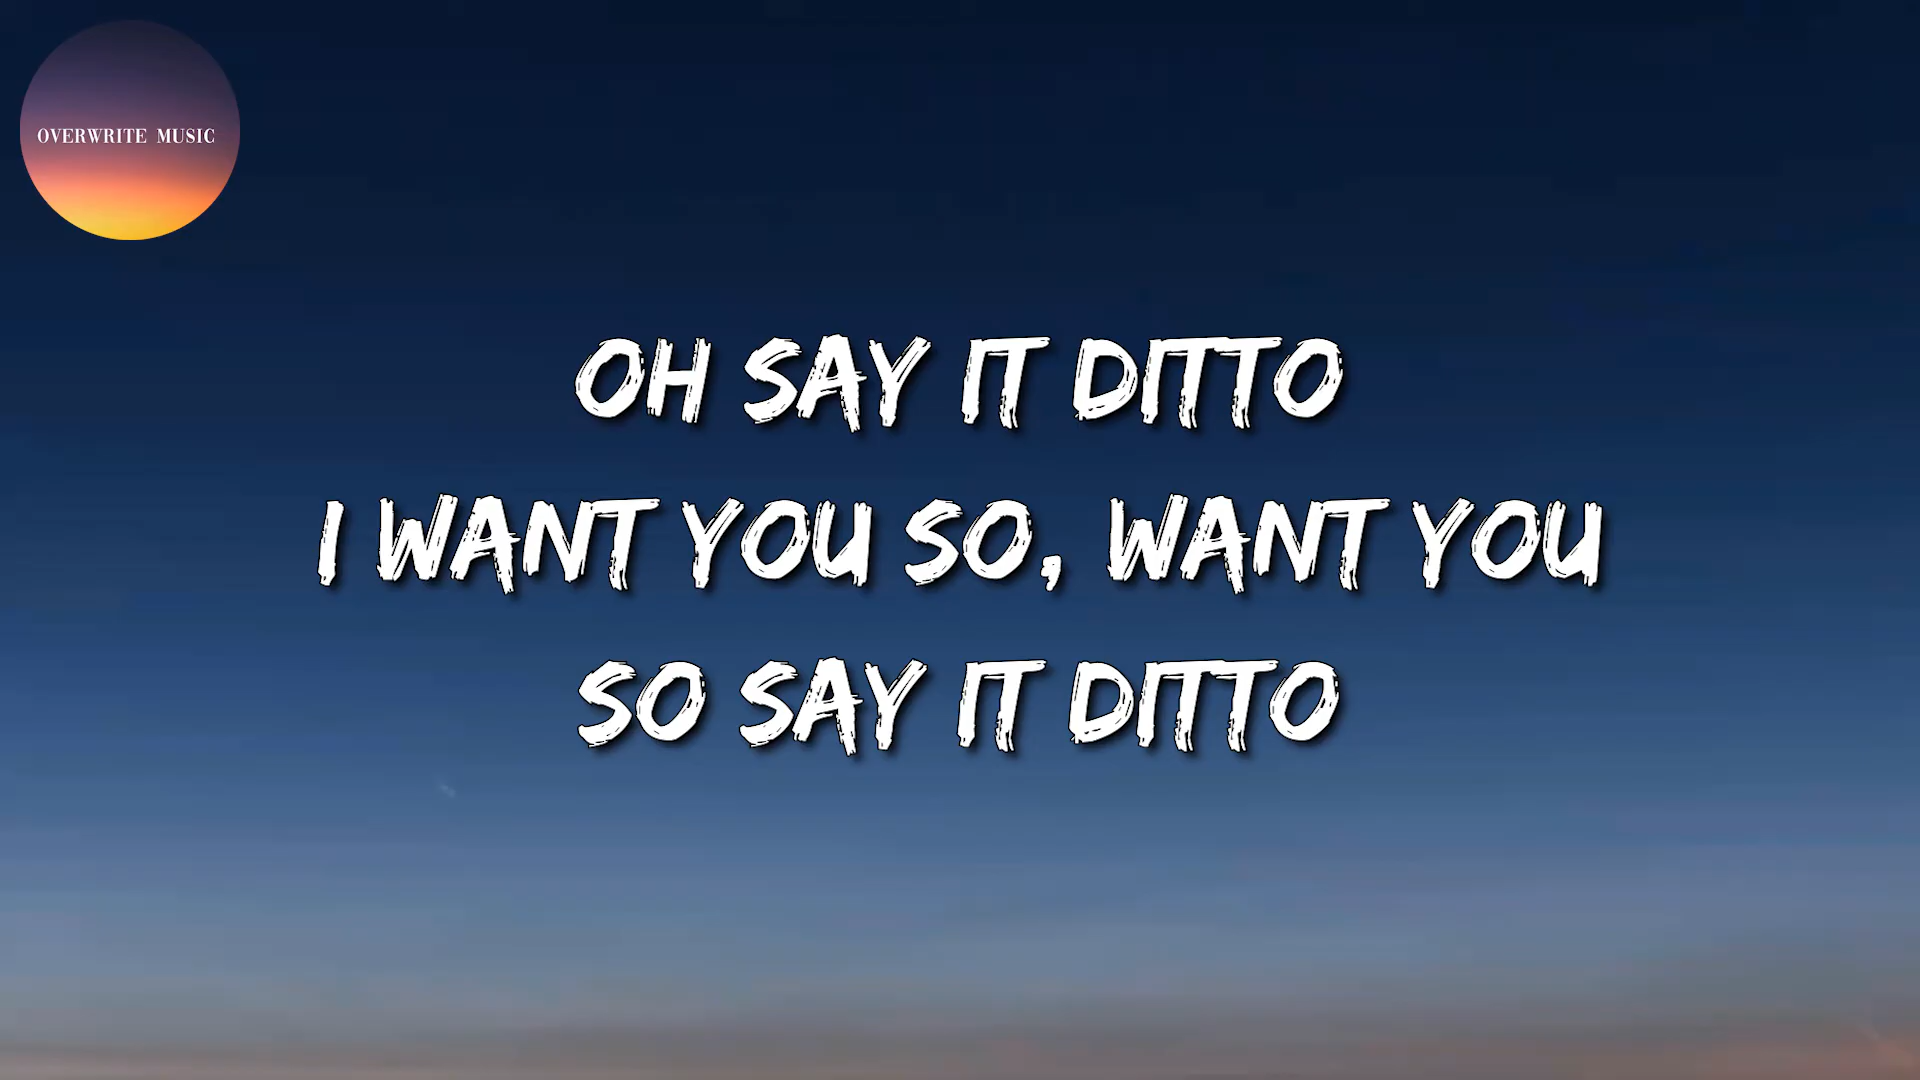 OVERWRITE MUSIC
OH SAY IT DITTO
I WANT YOU SO, WANT YOU
SO SAY IT DITTO